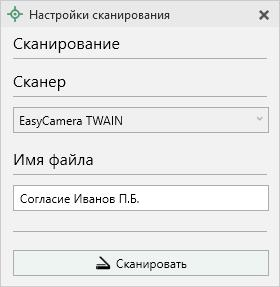 Настройки сканирования
Сканирование
Сканер
EasyCamera TWAIN
Имя файла
Согласие Иванов П.Б.
Сканировать